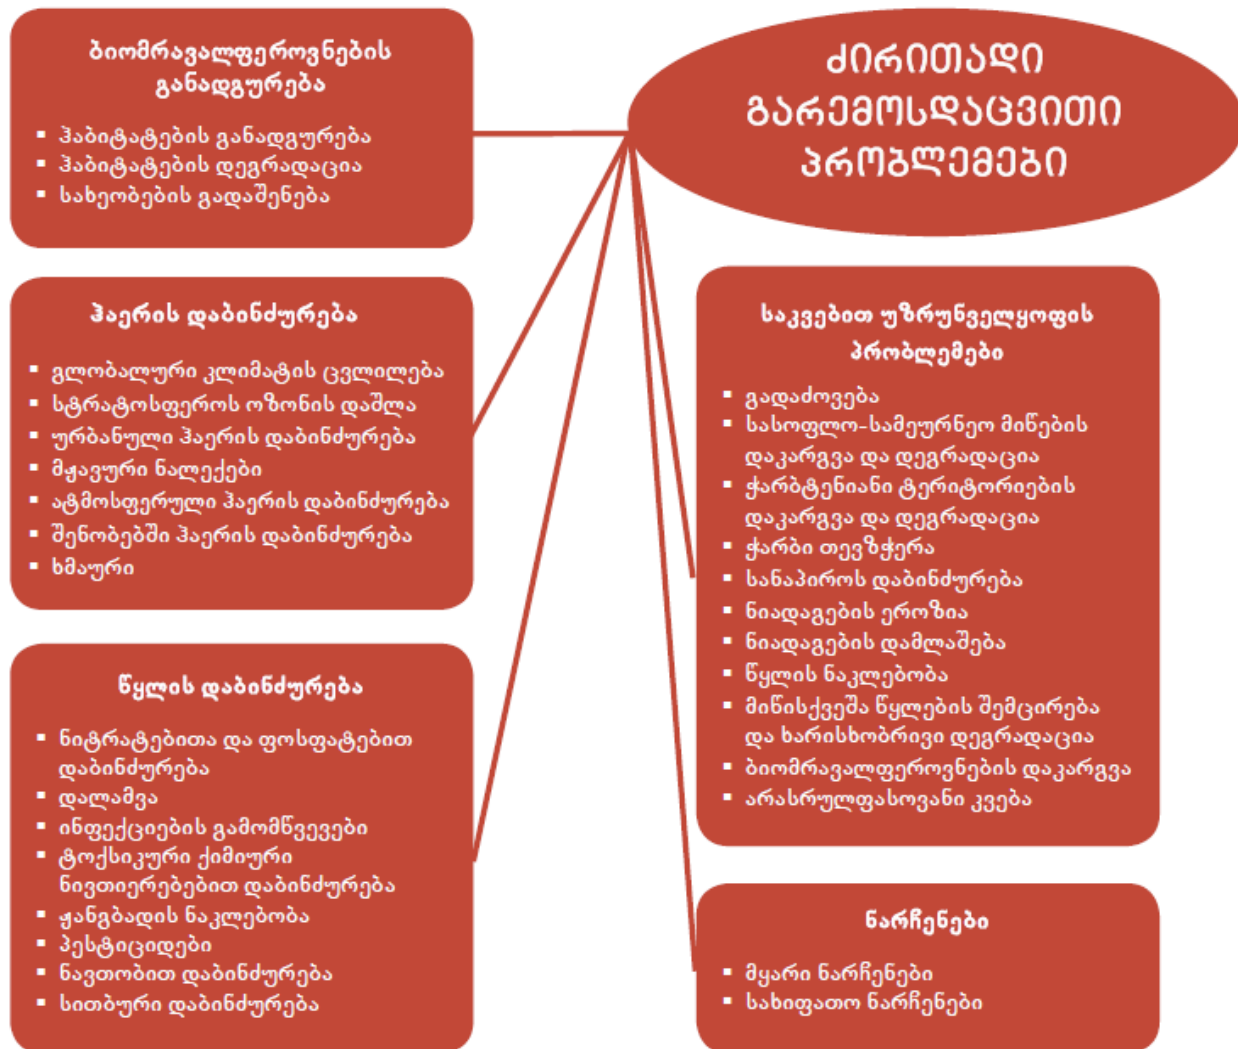 ძირითადი
გარემოსდაცვითი
პრობლემები
ბიომრავალფეროვნების
განადგურება
▪ ჰაბიტატების განადგურება
▪ ჰაბიტატების დეგრადაცია
▪ სახეობების გადაშენება
ჰაერის დაბინძურება
▪ გლობალური კლიმატის ცვლილება
▪ სტრატოსფეროს ოზონის დაშლა
▪ ურბანული ჰაერის დაბინძურება
▪ მჟავური ნალექები
▪ ატმოსფერული ჰაერის დაბინძურება
▪ შენობებში ჰაერის დაბინძურება
▪ ხმაური
წყლის დაბინძურება
▪ ნიტრატებითა და ფოსფატებით
დაბინძურება
▪ დალამვა
▪ ინფექციების გამომწვევები
▪ ტოქსიკური ქიმიური
ნივთიერებებით დაბინძურება
▪ ჟანგბადის ნაკლებობა
▪ პესტიციდები
▪ ნავთობით დაბინძურება
▪ სითბური დაბინძურება
საკვებით უზრუნველყოფის
პრობლემები
▪ გადაძოვება
▪ სასოფლო-სამეურნეო მიწების
დაკარგვა და დეგრადაცია
▪ ჭარბტენიანი ტერიტორიების
დაკარგვა და დეგრადაცია
▪ ჭარბი თევზჭერა
▪ სანაპიროს დაბინძურება
▪ ნიადაგების ეროზია
▪ ნიადაგების დამლაშება
▪ წყლის ნაკლებობა
▪ მიწისქვეშა წყლების შემცირება
და ხარისხობრივი დეგრადაცია
▪ ბიომრავალფეროვნების დაკარგვა
▪ არასრულფასოვანი კვება
ნარჩენები
▪ მყარი ნარჩენები
▪ სახიფათო ნარჩენები